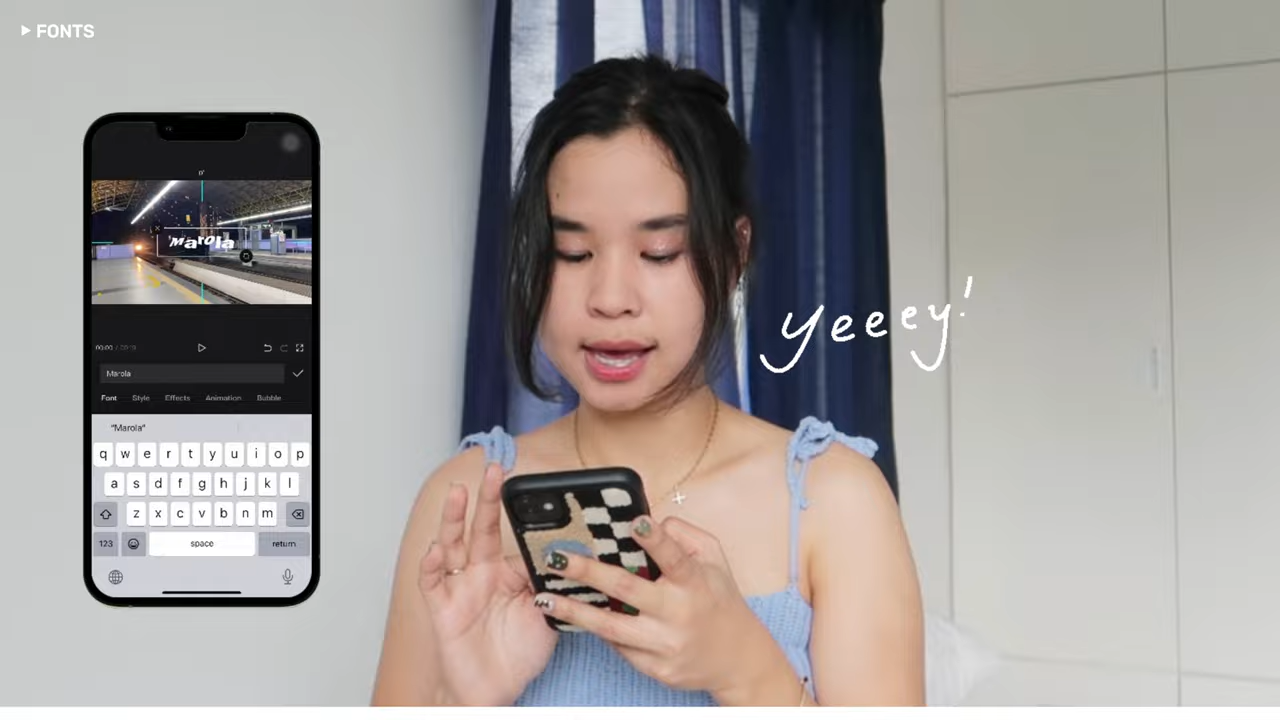 FONTS
Marola
Marola
Font Style Effects Animation Bubble
"Marola"
q w e r t y u i o p
a s d f g h j k l
z x c v b n m
123 space return
yeeey!